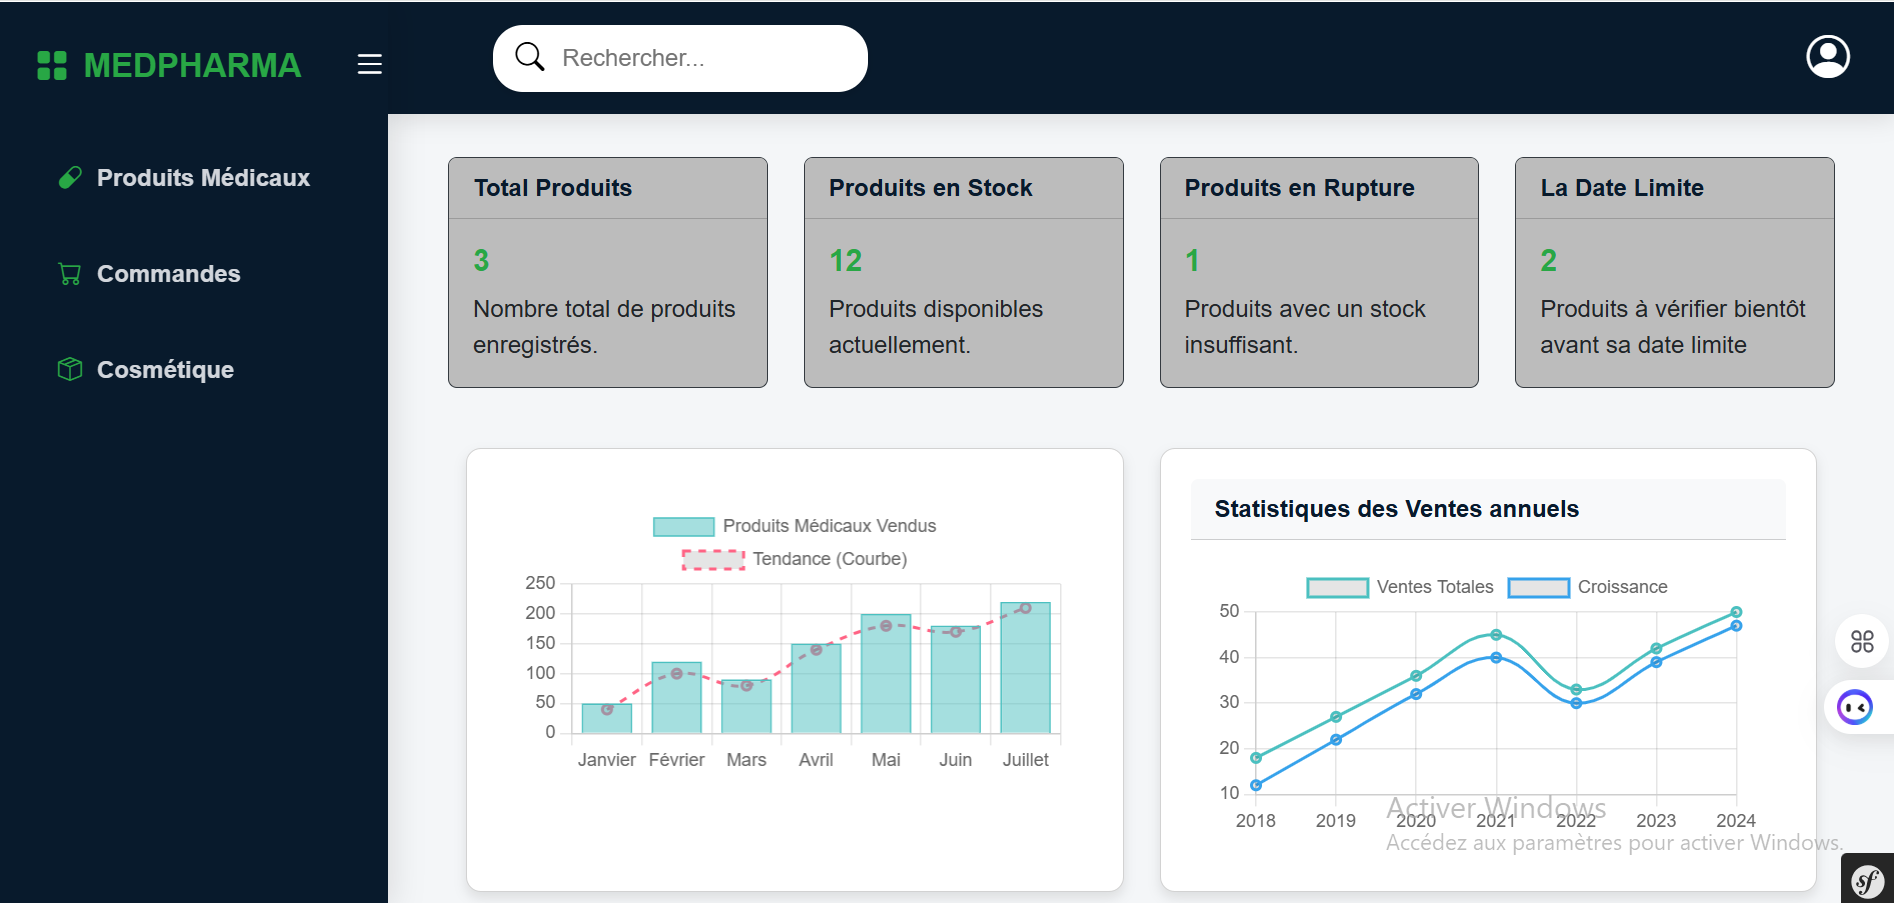 MEDPHARMA
Rechercher...
Produits Médicaux
Commandes
Cosmétique
Total Produits
3
Nombre total de produits
enregistrés.
Produits en Stock
12
Produits disponibles
actuellement.
Produits en Rupture
1
Produits avec un stock
insuffisant.
La Date Limite
2
Produits à vérifier bientôt
avant sa date limite
Produits Médicaux Vendus
Tendance (Courbe)
250
200
150
100
50
0
Janvier Février Mars Avril Mai Juin Juillet
Statistiques des Ventes annuels
Ventes Totales Croissance
50
40
30
20
10
2018 2019 2020 2021 2022 2023 2024
Activer Windows
Accédez aux paramètres pour activer Windows.
sf